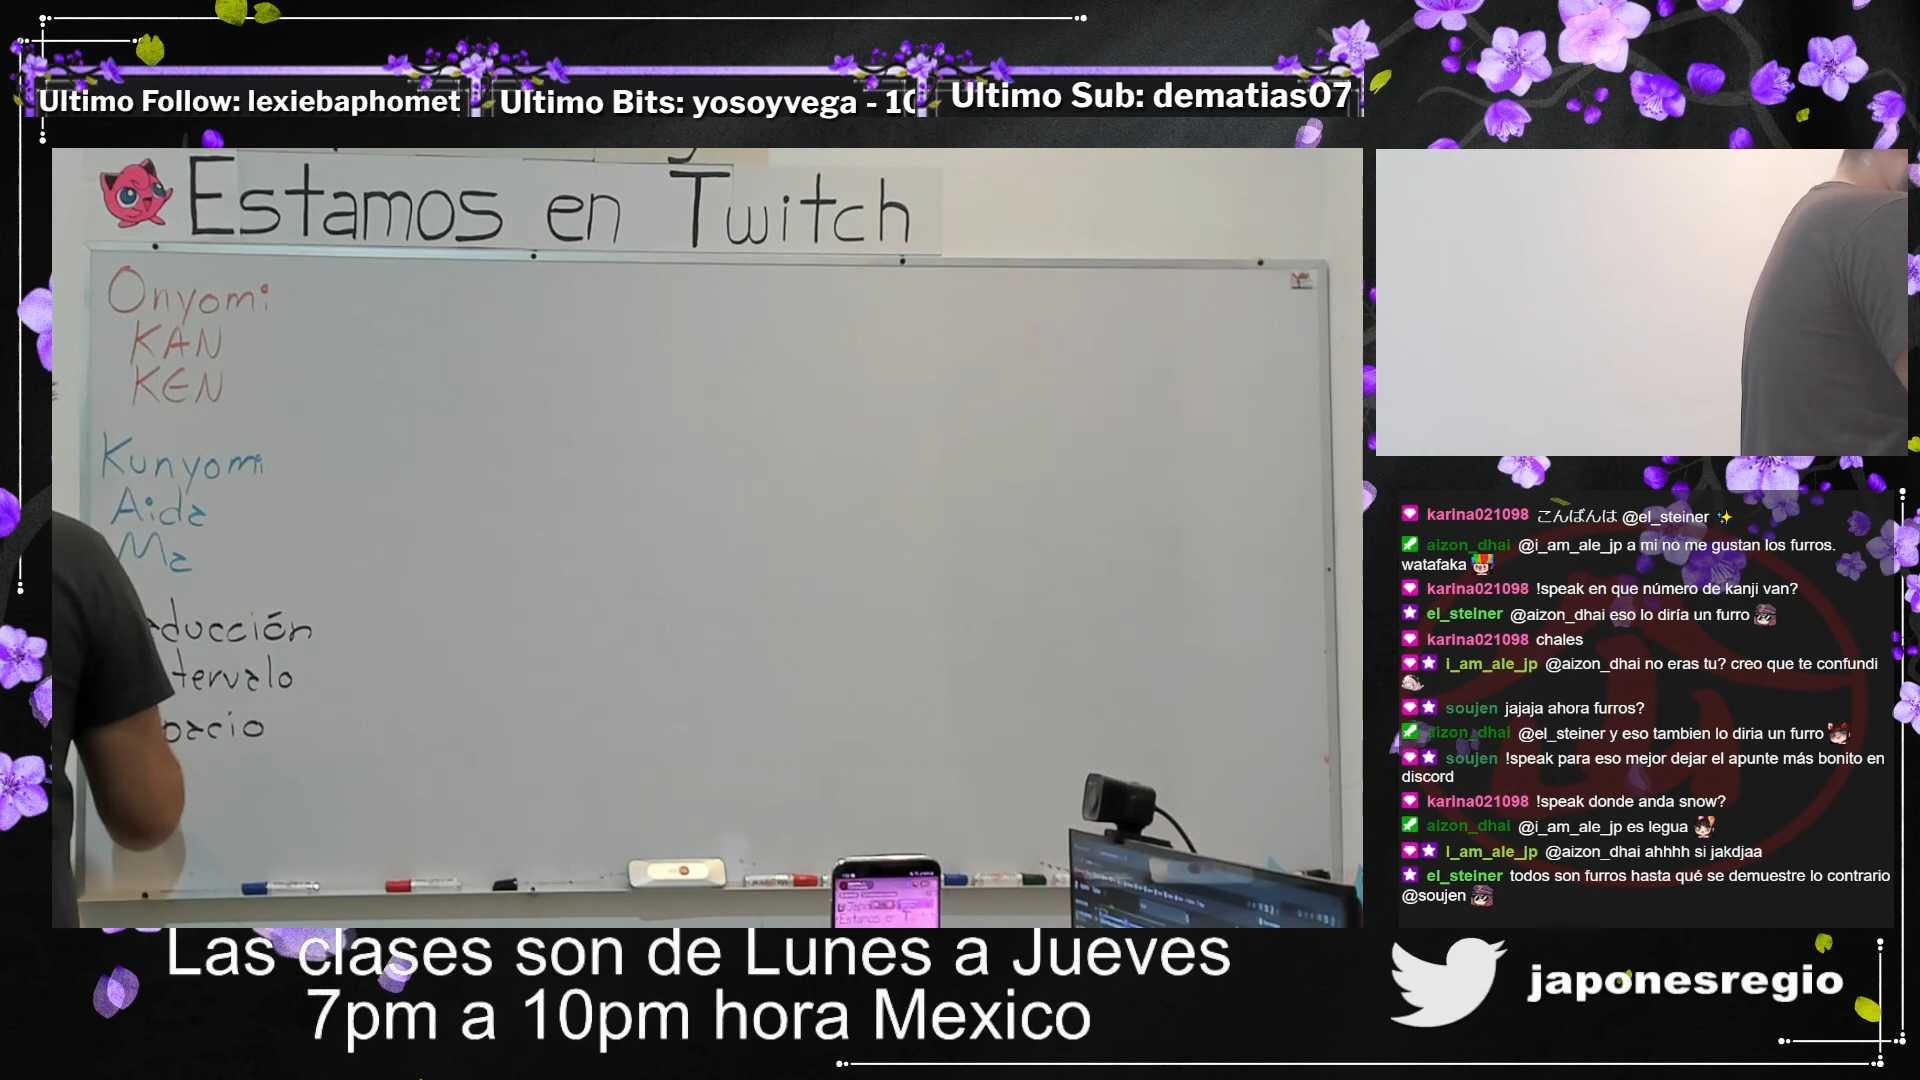 Ultimo Follow: lexiebaphomet
Ultimo Bits: yosoyvega - 10
Ultimo Sub: dematias07
Estamos en Twitch
Onyomi
KAN
KEN
Kunyomi
Aida
Ma
ducción
tervalo
pacio
karina021098 こんばんは @el_steiner
aizon_dhai @i_am_ale_jp a mi no me gustan los furros.
watafaka
karina021098 !speak en que número de kanji van?
el_steiner @aizon_dhai eso lo diría un furro
karina021098 chales
i_am_ale_jp @aizon_dhai no eras tu? creo que te confundi
soujen jajaja ahora furros?
aizon_dhai @el_steiner y eso tambien lo diria un furro
soujen !speak para eso mejor dejar el apunte más bonito en
discord
karina021098 !speak donde anda snow?
aizon_dhai @i_am_ale_jp es legua
i_am_ale_jp @aizon_dhai ahhhh si jakdjaa
el_steiner todos son furros hasta qué se demuestre lo contrario
@soujen
Las clases son de Lunes a Jueves
7pm a 10pm hora Mexico
japonesregio